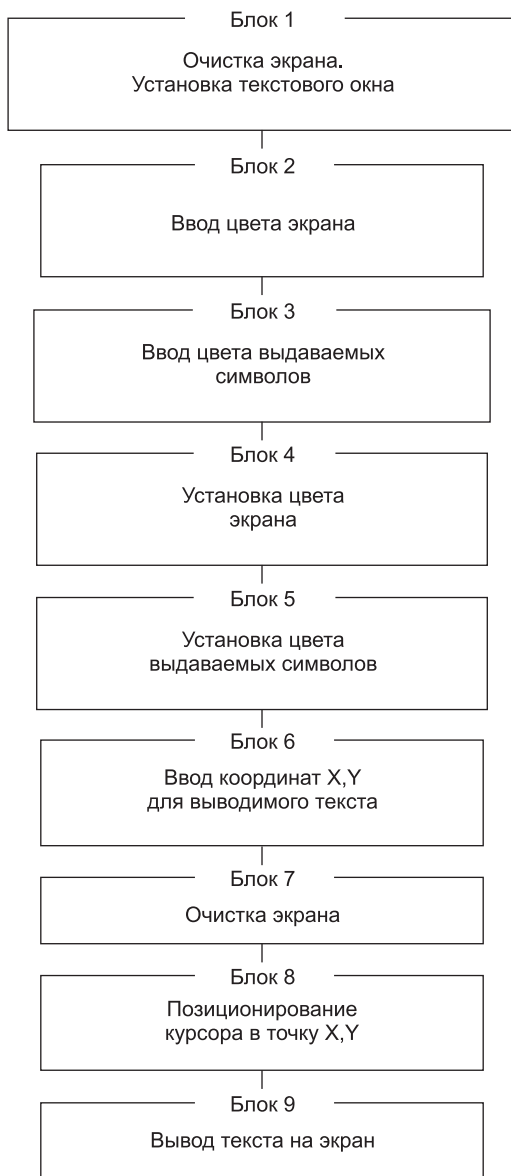 Блок 1
Очистка экрана.
Установка текстового окна
Блок 2
Ввод цвета экрана
Блок 3
Ввод цвета выдаваемых
символов
Блок 4
Установка цвета
экрана
Блок 5
Установка цвета
выдаваемых символов
Блок 6
Ввод координат X,Y
для выводимого текста
Блок 7
Очистка экрана
Блок 8
Позиционирование
курсора в точку X,Y
Блок 9
Вывод текста на экран